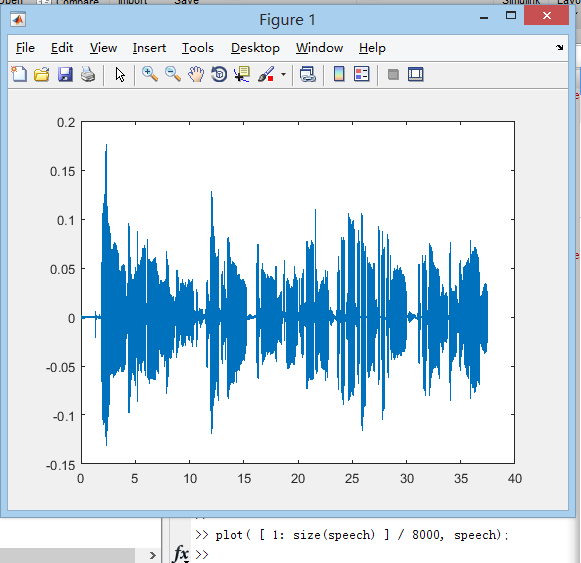 Compare
Import
Save
Simulink
Figure 1
File Edit View Insert Tools Desktop Window Help
0.2
0.15
0.1
0.05
0
-0.05
-0.1
-0.15
0 5 10 15 20 25 30 35 40
>>
>> plot( [ 1: size(speech) ] / 8000, speech);
fx >>